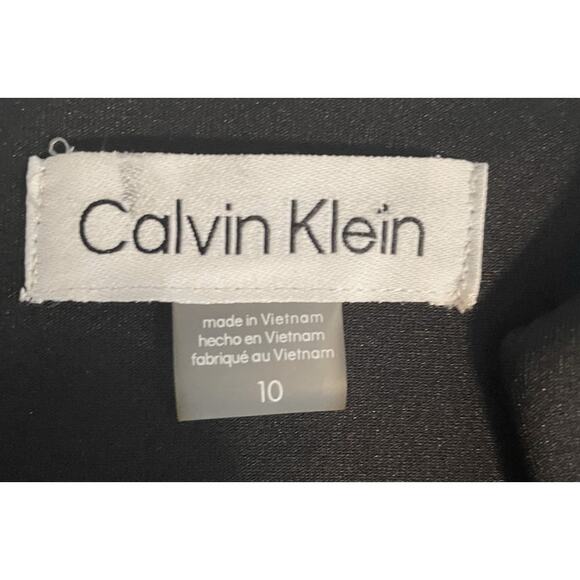 Calvin Klein
made in Vietnam
hecho en Vietnam
fabriqué au Vietnam
10